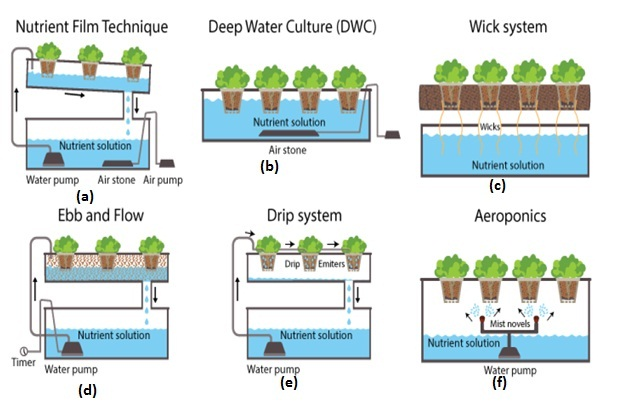 Nutrient Film Technique
Nutrient solution
Water pump
Air stone
Air pump
(a)
Deep Water Culture (DWC)
Nutrient solution
Air stone
(b)
Wick system
Wicks
Nutrient solution
(c)
Ebb and Flow
Nutrient solution
Timer
Water pump
(d)
Drip system
Drip Emiters
Nutrient solution
Water pump
(e)
Aeroponics
Mist novels
Nutrient solution
Water pump
(f)